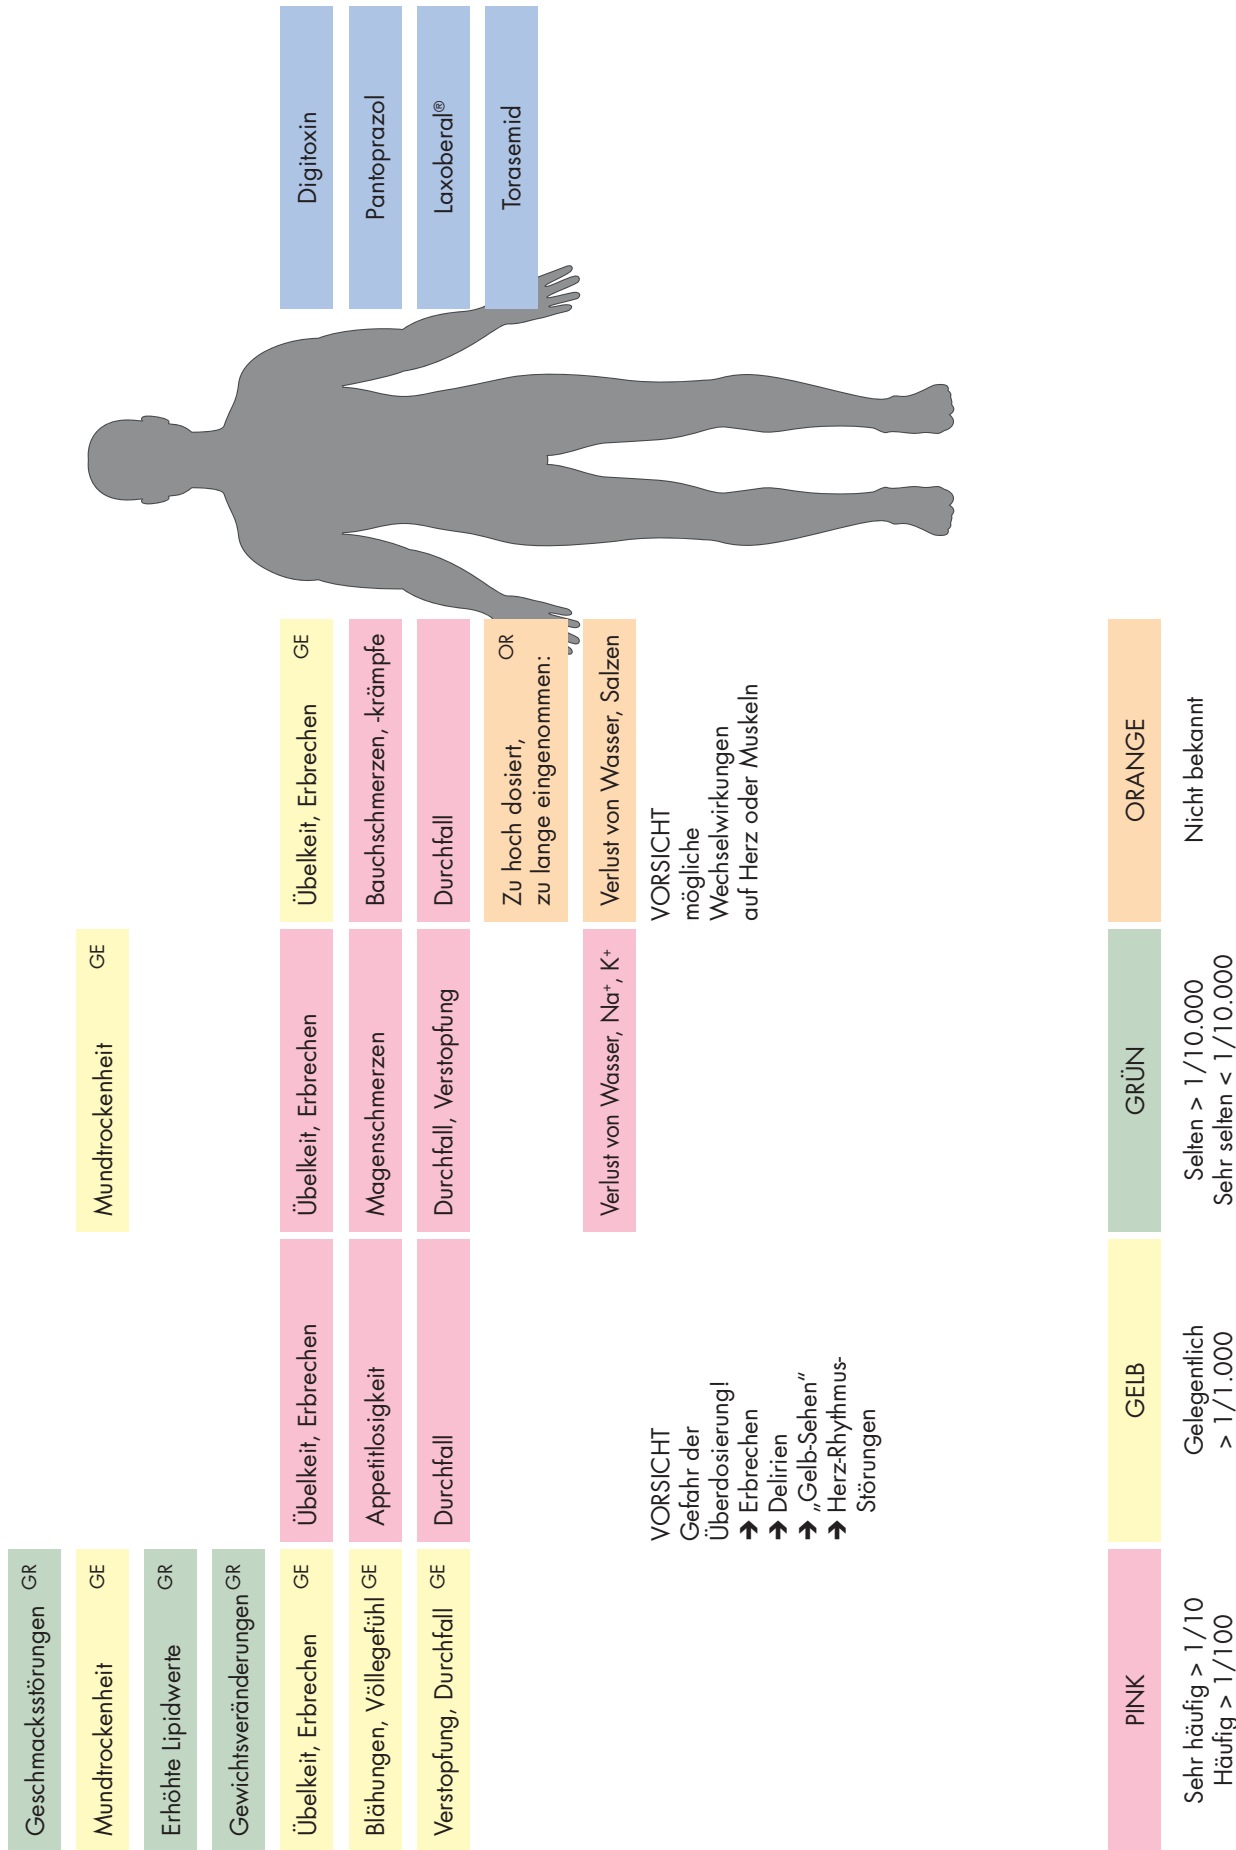 Geschmacksstörungen GR
Mundtrockenheit GE
Erhöhte Lipidwerte GR
Gewichtsveränderungen GR
Übelkeit, Erbrechen GE
Blähungen, Völlegefühl GE
Verstopfung, Durchfall GE
Übelkeit, Erbrechen
Appetitlosigkeit
Durchfall
VORSICHT
Gefahr der
Überdosierung!
➔ Erbrechen
➔ Delirien
➔ „Gelb-Sehen“
➔ Herz-Rhythmus-
Störungen
Mundtrockenheit GE
Übelkeit, Erbrechen
Magenschmerzen
Durchfall, Verstopfung
Verlust von Wasser, Na⁺, K⁺
Übelkeit, Erbrechen GE
Bauchschmerzen, -krämpfe
Durchfall
Zu hoch dosiert, OR
zu lange eingenommen:
Verlust von Wasser, Salzen
VORSICHT
mögliche
Wechselwirkungen
auf Herz oder Muskeln
Digitoxin
Pantoprazol
Laxoberal®
Torasemid
PINK
Sehr häufig > 1/10
Häufig > 1/100
GELB
Gelegentlich
> 1/1.000
GRÜN
Selten > 1/10.000
Sehr selten < 1/10.000
ORANGE
Nicht bekannt